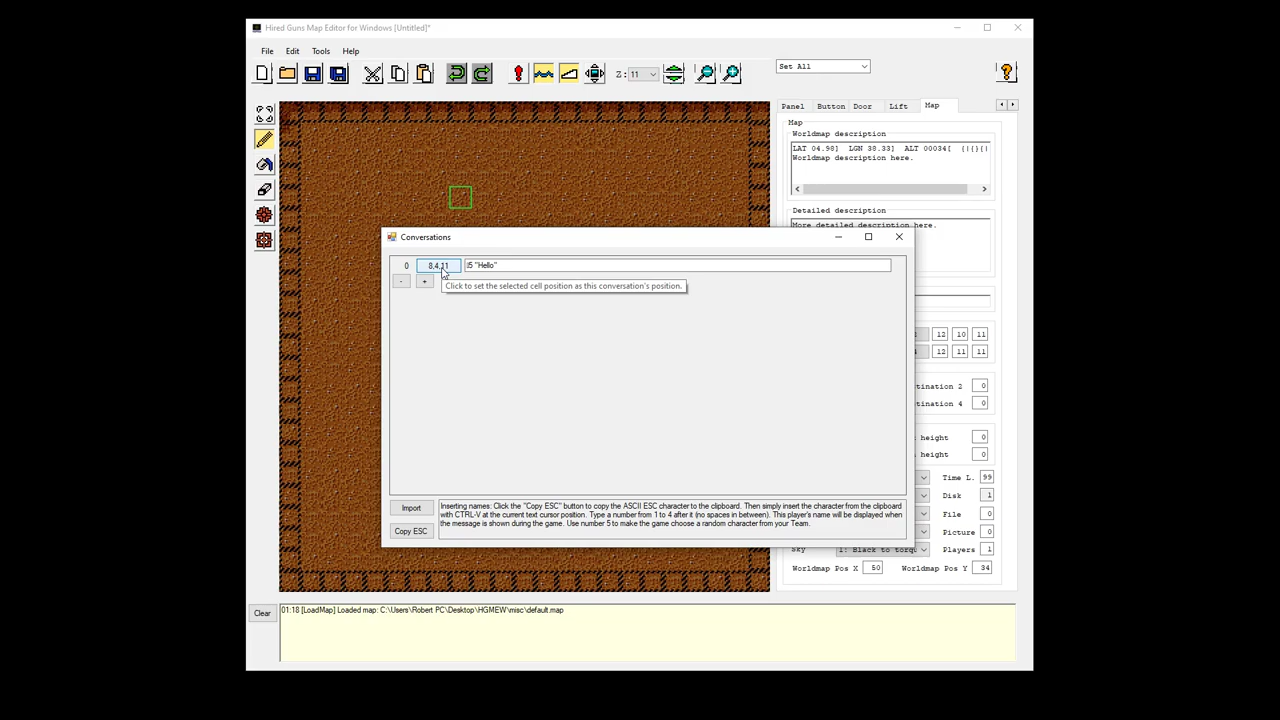 Hired Guns Map Editor for Windows [Untitled]*
File Edit Tools Help
Z: 11
Set All
Panel Button Door Lift Map
Map
Worldmap description
LAT 04.98] LGN 38.33] ALT 00034[ {|{}{|
Worldmap description here.
Detailed description
More detailed description here.
Conversations
0 8,4,11 5 "Hello"
- +
Click to set the selected cell position as this conversation's position.
12 10 11
12 11 11
tination 2 0
tination 4 0
height 0
height 0
Time L. 99
Disk 1
File 0
Picture 0
Sky 1: Black to torqu Players 1
Worldmap Pos X 50 Worldmap Pos Y 34
Import
Copy ESC
Inserting names: Click the "Copy ESC" button to copy the ASCII ESC character to the clipboard. Then simply insert the character from the clipboard
with CTRL-V at the current text cursor position. Type a number from 1 to 4 after it (no spaces in between). This player's name will be displayed when
the message is shown during the game. Use number 5 to make the game choose a random character from your Team.
Clear
01:18 [LoadMap] Loaded map: C:\Users\Robert PC\Desktop\HGMEW\misc\default.map